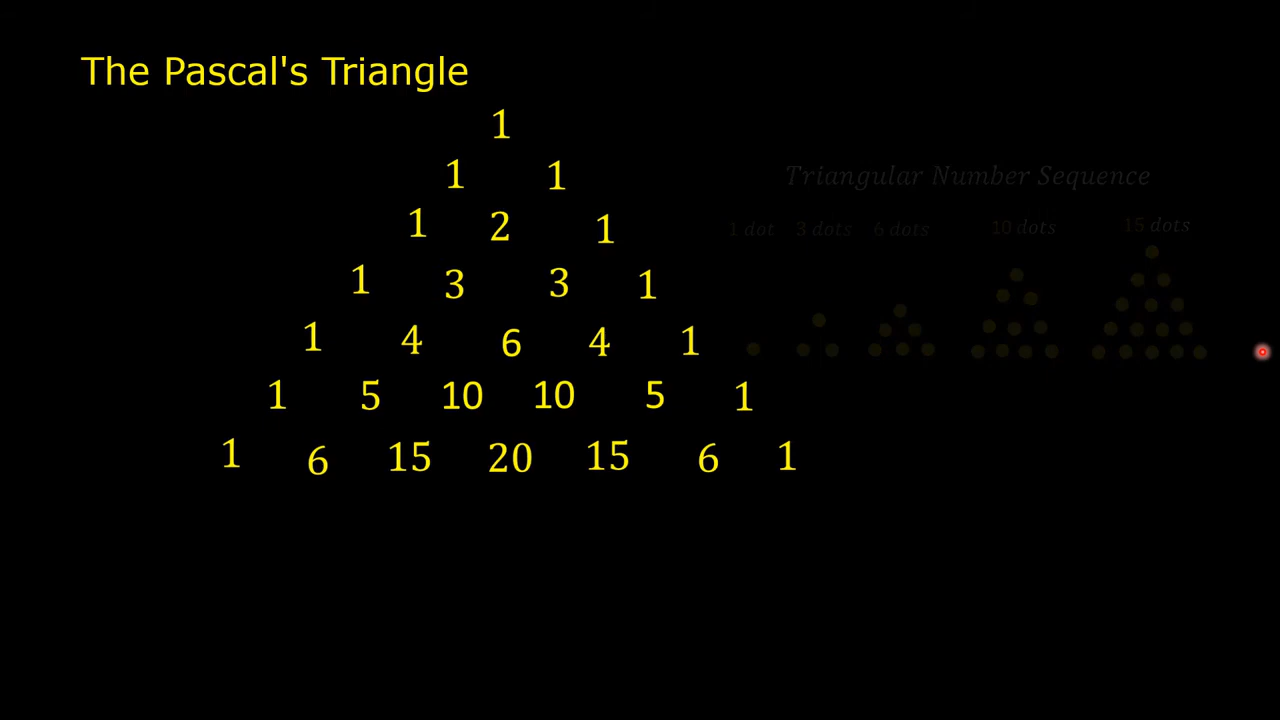 The Pascal's Triangle
1
1 1
1 2 1
1 3 3 1
1 4 6 4 1
1 5 10 10 5 1
1 6 15 20 15 6 1
Triangular Number Sequence
1 dot 3 dots 6 dots 10 dots 15 dots